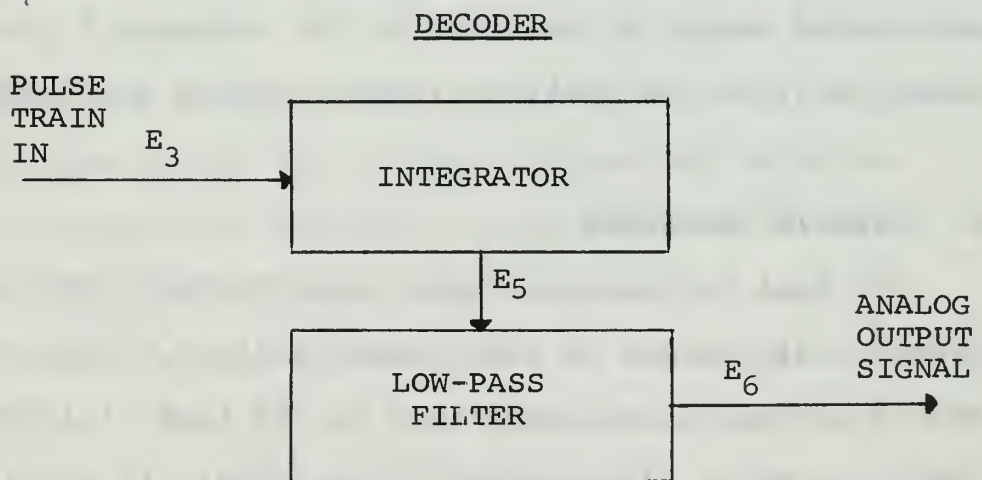 DECODER
PULSE
TRAIN
IN
E3
INTEGRATOR
E5
LOW-PASS
FILTER
E6
ANALOG
OUTPUT
SIGNAL